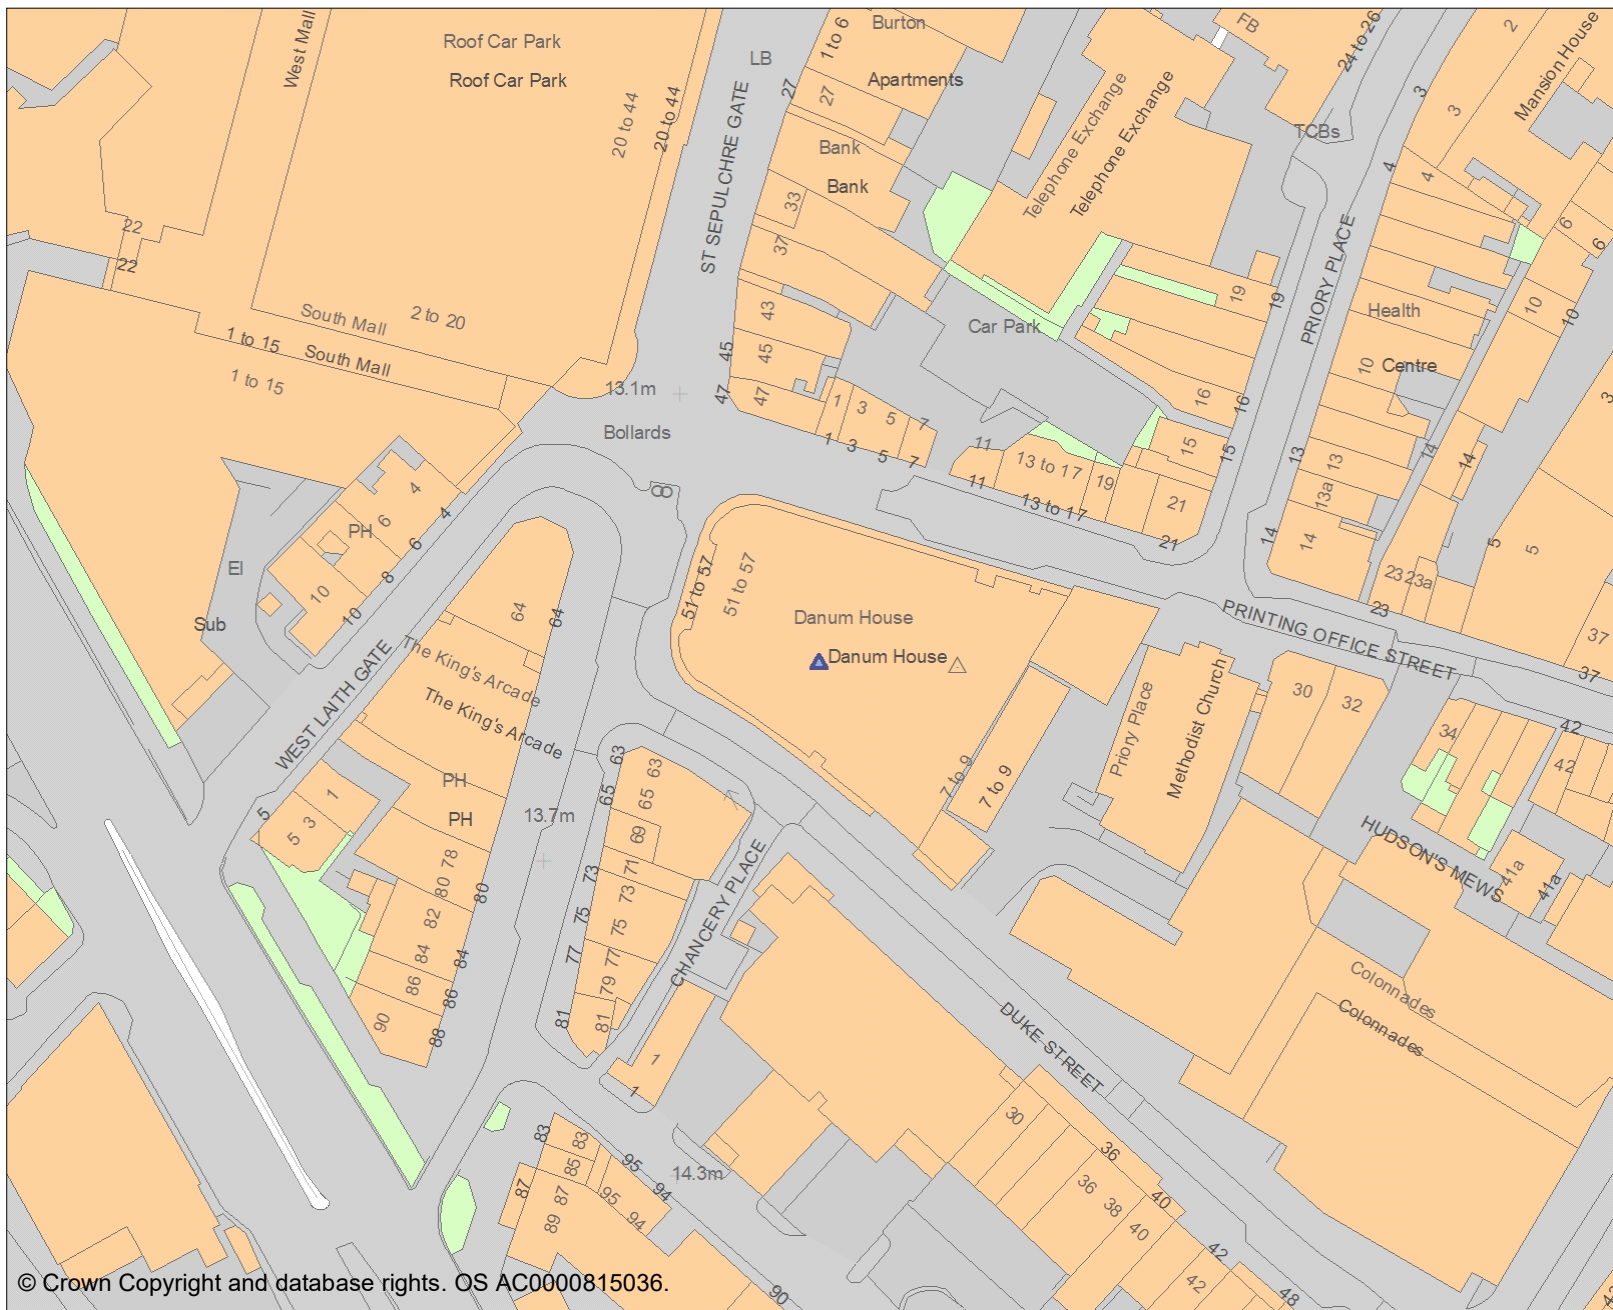 Roof Car Park
Roof Car Park
West Mall
20 to 44
20 to 44
LB
ST SEPULCHRE GATE
27
27
1 to 6
Burton
Apartments
Bank
Bank
Telephone Exchange
Telephone Exchange
FB
24 to 26
TCBs
2
3
3
Mansion House
4
4
6
6
22
22
33
37
43
45
45
47
47
South Mall
2 to 20
1 to 15
South Mall
1 to 15
13.1m
Bollards
Car Park
19
19
PRIORY PLACE
Health
Centre
10
10
10
3
16
16
15
15
13
13
13a
14
14
14
14
1
3
5
7
1
3
5
7
11
11
13 to 17
13 to 17
19
21
21
5
5
23
23a
23
37
37
4
4
6
6
PH
8
10
10
El
Sub
64
64
51 to 57
51 to 57
Danum House
Danum House
PRINTING OFFICE STREET
WEST LAITH GATE
The King's Arcade
The King's Arcade
Priory Place
Methodist Church
30
32
34
42
42
7 to 9
7 to 9
PH
PH
13.7m
63
63
65
65
69
71
73
73
75
75
77
77
79
81
81
CHANCERY PLACE
5
1
3
5
78
80
80
82
84
84
86
86
88
90
HUDSON'S MEWS
41a
41a
Colonnades
Colonnades
DUKE STREET
1
1
30
36
36
38
40
40
42
42
48
83
83
85
87
87
89
95
95
94
94
14.3m
90
© Crown Copyright and database rights. OS AC0000815036.